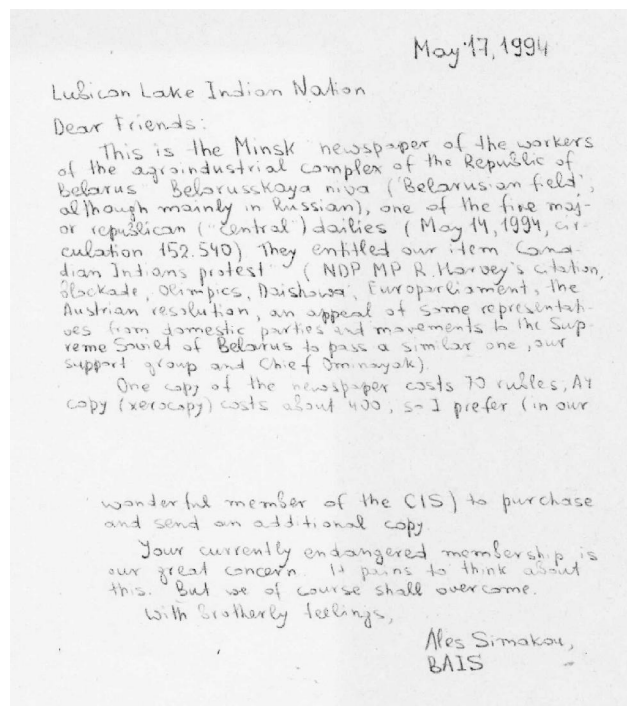 May 17, 1994
Lubicon Lake Indian Nation
Dear Friends:
This is the Minsk newspaper of the workers
of the agroindustrial complex of the Republic of
Belarus "Belorusskaya niva" ("Belarusian field",
although mainly in Russian), one of the five maj-
or republican ("central") dailies (May 14, 1994, cir-
culation 152.540) They entitled our item "Cana-
dian Indians protest" (NDP MP R. Harvey's citation,
blockade, Olimpics, Daishowa, Europarliament, the
Austrian resolution, an appeal of some representati-
ves from domestic parties and movements to the Sup-
reme Soviet of Belarus to pass a similar one, our
support group and Chief Ominayak).
One copy of the newspaper costs 70 rubles, A4
copy (xerocopy) costs about 400, so I prefer (in our
wonderful member of the CIS) to purchase
and send an additional copy.
Your currently endangered membership is
our great concern. It pains to think about
this. But we of course shall overcome.
With brotherly feelings,
Ales Simakou,
BAIS